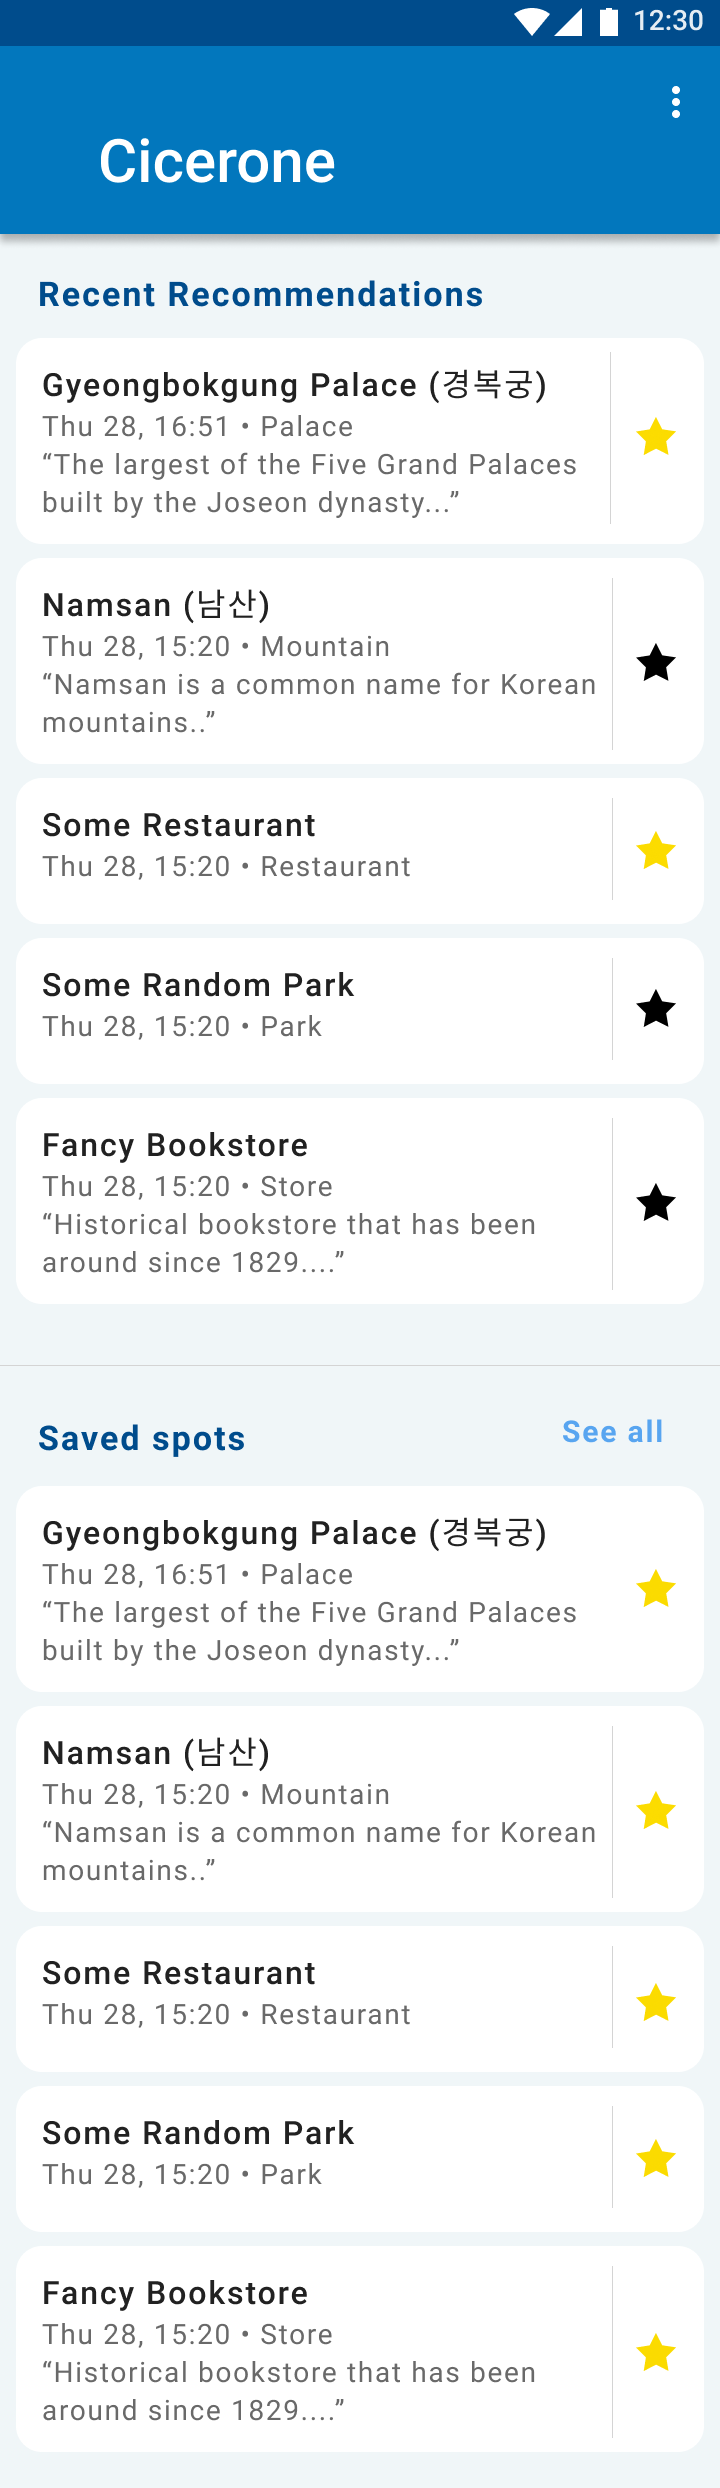 12:30
Cicerone
Recent Recommendations
Gyeongbokgung Palace (경복궁)
Thu 28, 16:51 • Palace
“The largest of the Five Grand Palaces
built by the Joseon dynasty...”
Namsan (남산)
Thu 28, 15:20 • Mountain
“Namsan is a common name for Korean
mountains..”
Some Restaurant
Thu 28, 15:20 • Restaurant
Some Random Park
Thu 28, 15:20 • Park
Fancy Bookstore
Thu 28, 15:20 • Store
“Historical bookstore that has been
around since 1829....”
Saved spots
See all
Gyeongbokgung Palace (경복궁)
Thu 28, 16:51 • Palace
“The largest of the Five Grand Palaces
built by the Joseon dynasty...”
Namsan (남산)
Thu 28, 15:20 • Mountain
“Namsan is a common name for Korean
mountains..”
Some Restaurant
Thu 28, 15:20 • Restaurant
Some Random Park
Thu 28, 15:20 • Park
Fancy Bookstore
Thu 28, 15:20 • Store
“Historical bookstore that has been
around since 1829....”